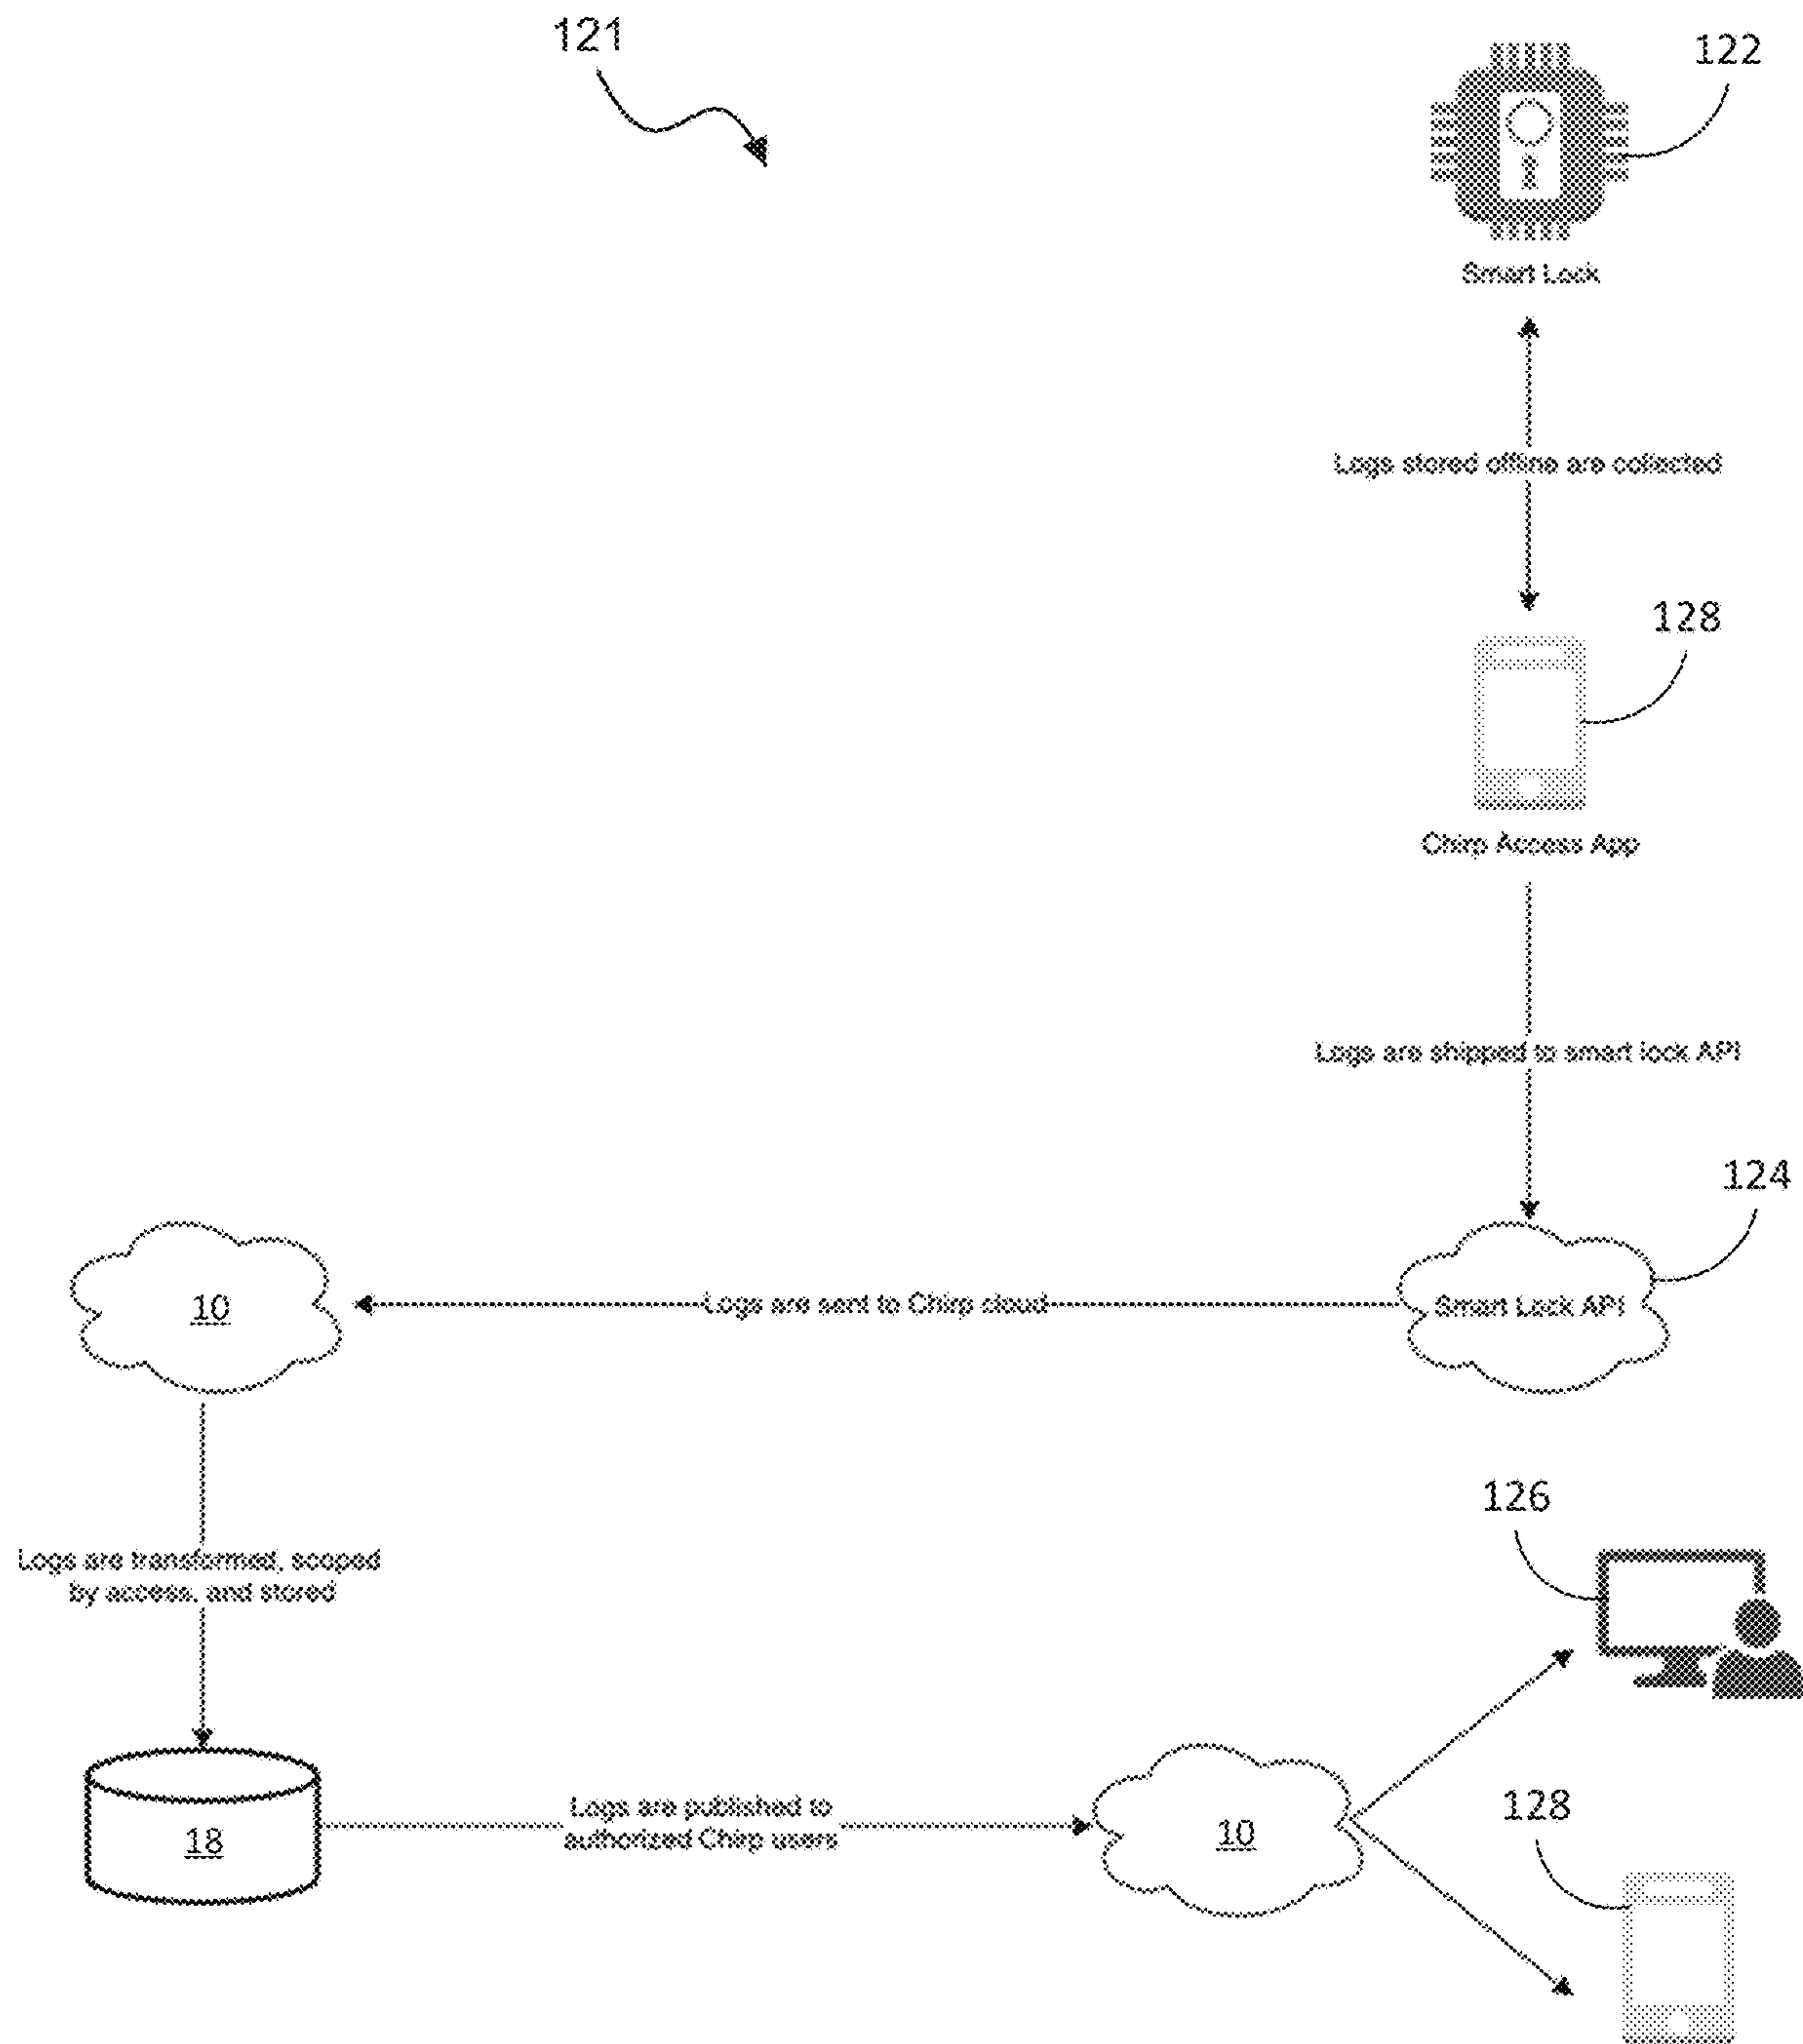 121
122
Smart Lock
Logs stored offline are collected
128
Chirp Access App
Logs are shipped to smart lock API
124
10
Logs are sent to Chirp cloud
Smart Lock API
126
Logs are transformed, scoped
by access, and stored
128
Logs are published to
authorized Chirp users
18
10